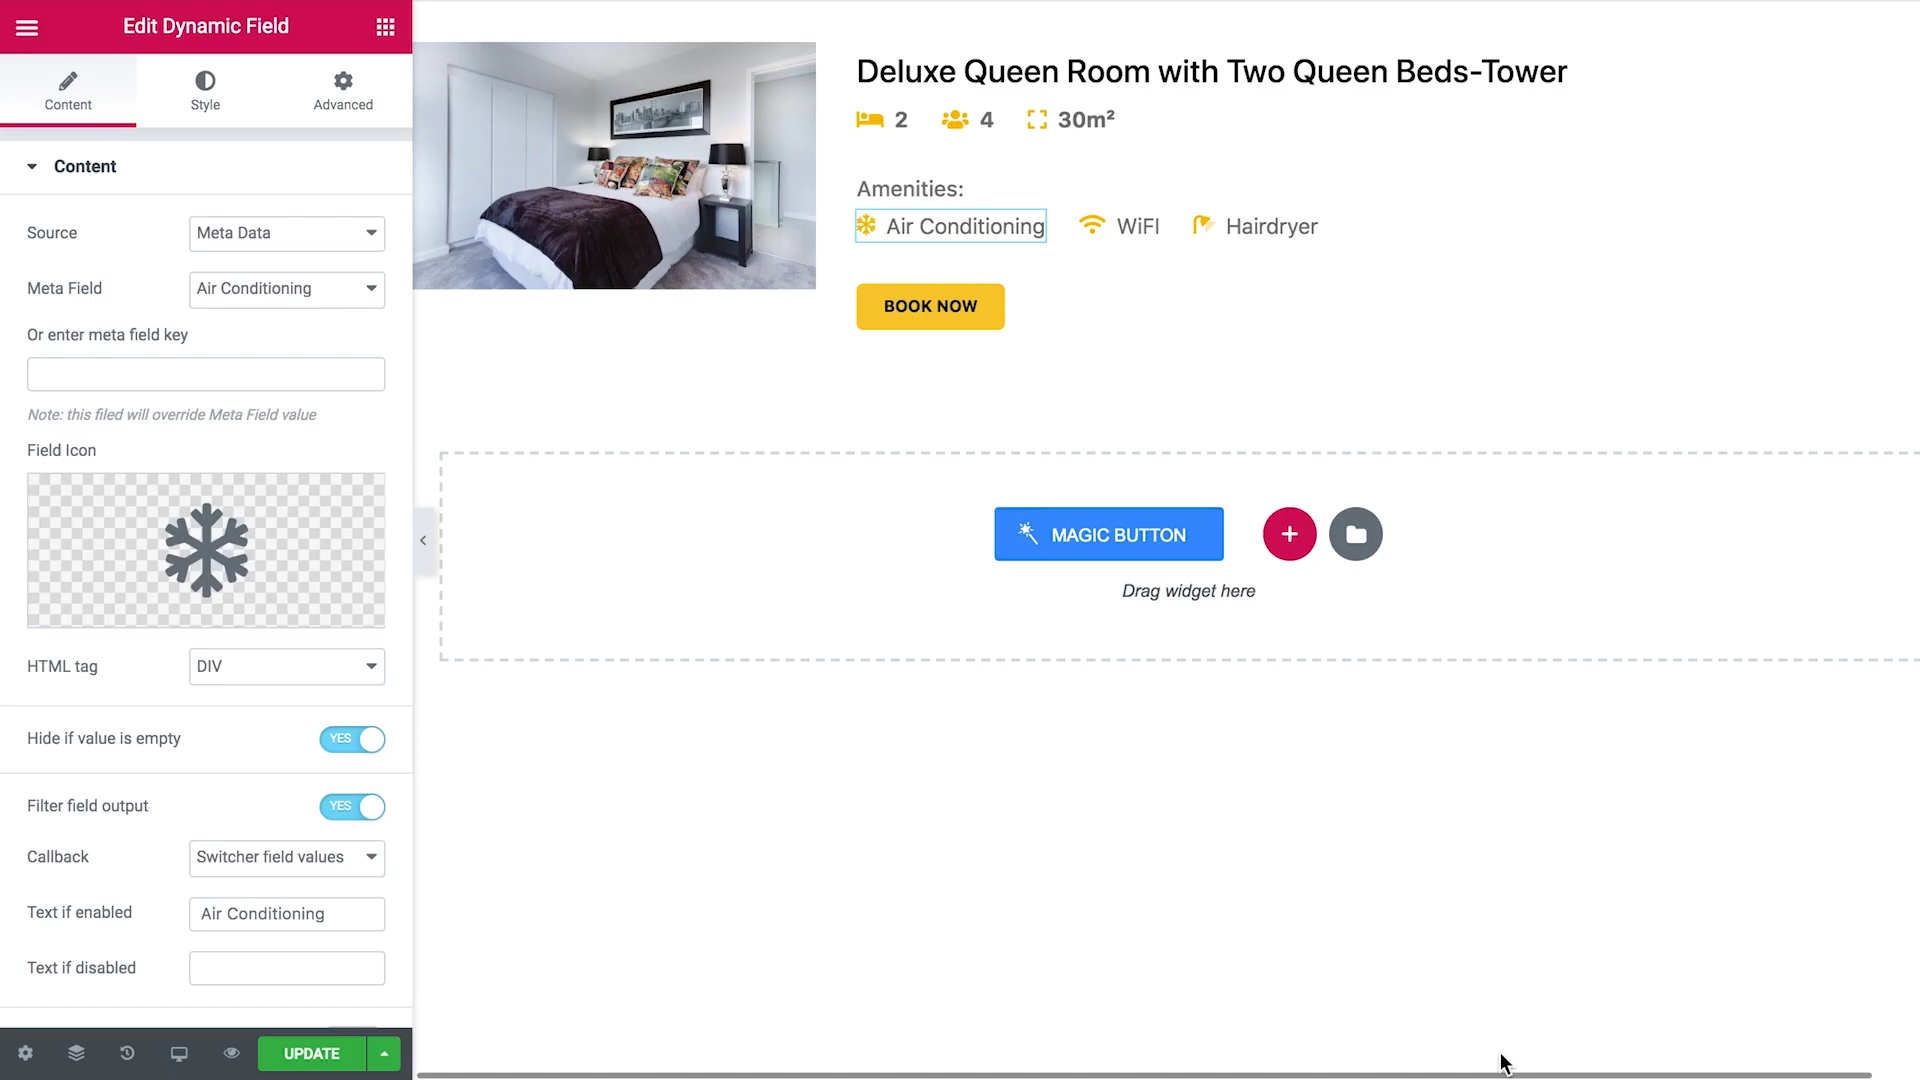 Edit Dynamic Field
Content
Style
Advanced
Content
Source
Meta Data
Meta Field
Air Conditioning
Or enter meta field key
Note: this filed will override Meta Field value
Field Icon
HTML tag
DIV
Hide if value is empty
YES
Filter field output
YES
Callback
Switcher field values
Text if enabled
Air Conditioning
Text if disabled
UPDATE
Deluxe Queen Room with Two Queen Beds-Tower
2 4 30m²
Amenities:
Air Conditioning WiFI Hairdryer
BOOK NOW
MAGIC BUTTON
Drag widget here